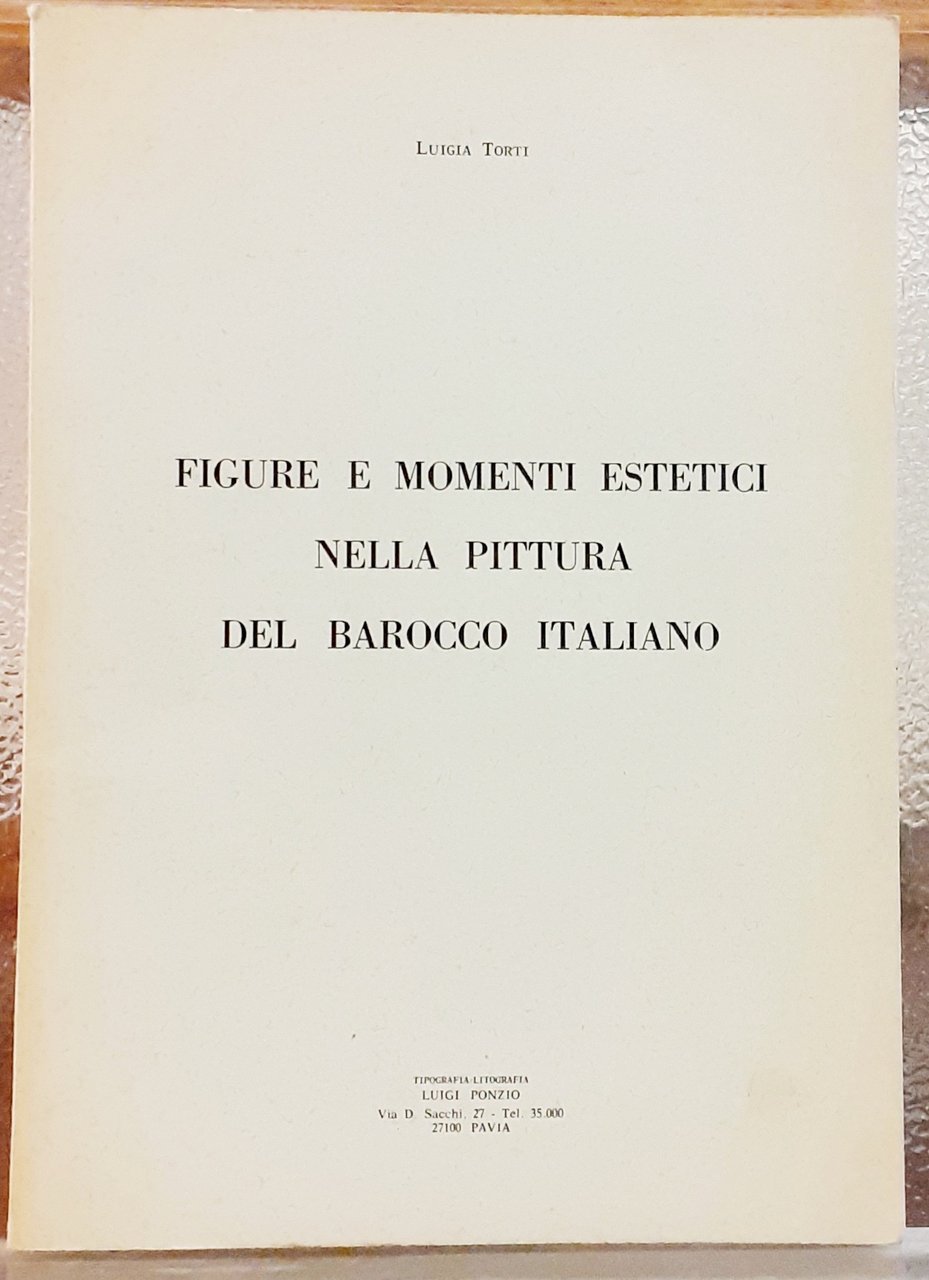 Luigia Torti
FIGURE E MOMENTI ESTETICI
NELLA PITTURA
DEL BAROCCO ITALIANO
TIPOGRAFIA-LITOGRAFIA
LUIGI PONZIO
Via D. Sacchi, 27 - Tel. 35.000
27100 PAVIA